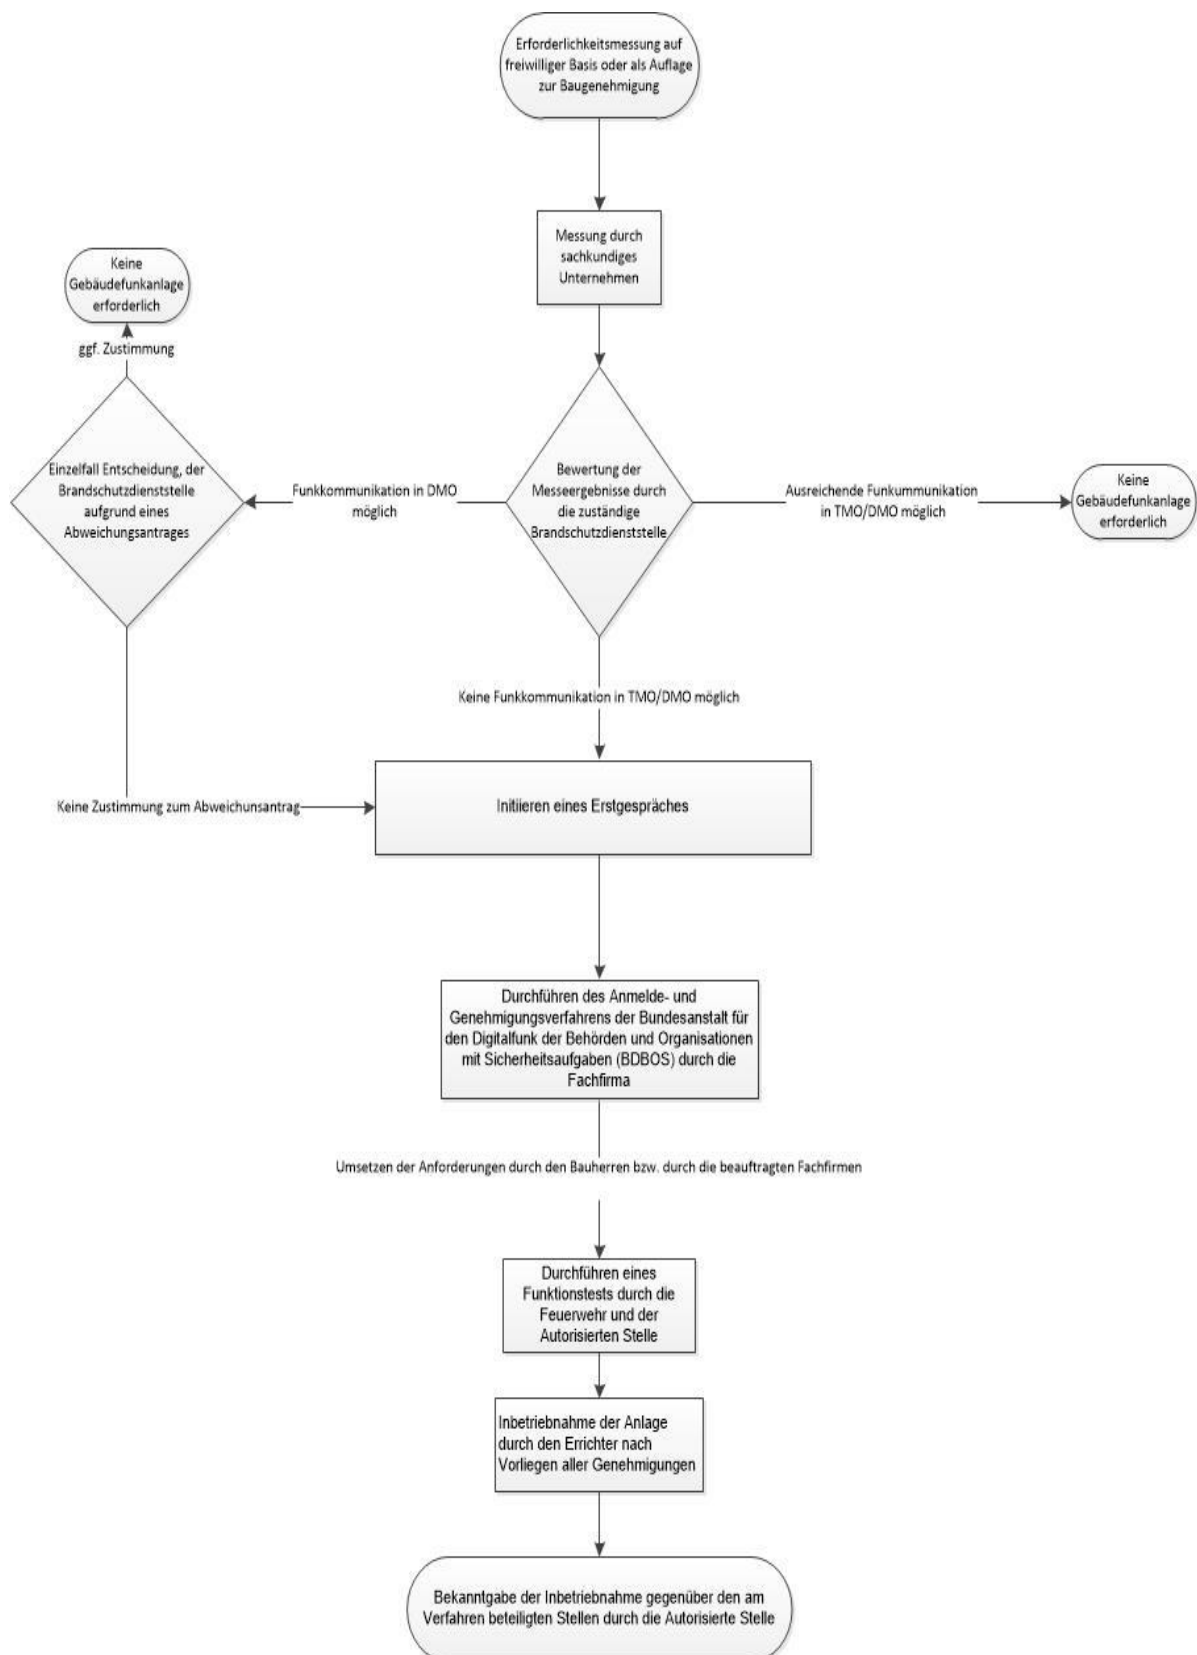 Erforderlichkeitsmessung auf
freiwilliger Basis oder als Auflage
zur Baugenehmigung
Messung durch
sachkundiges
Unternehmen
Keine
Gebäudefunkanlage
erforderlich
ggf. Zustimmung
Einzelfall Entscheidung, der
Brandschutzdienststelle
aufgrund eines
Abweichungsantrages
Funkkommunikation in DMO
möglich
Bewertung der
Messeergebnisse durch
die zuständige
Brandschutzdienststelle
Ausreichende Funkummunikation
in TMO/DMO möglich
Keine
Gebäudefunkanlage
erforderlich
Keine Funkkommunikation in TMO/DMO möglich
Keine Zustimmung zum Abweichunsantrag
Initiieren eines Erstgespräches
Durchführen des Anmelde- und
Genehmigungsverfahrens der Bundesanstalt für
den Digitalfunk der Behörden und Organisationen
mit Sicherheitsaufgaben (BDBOS) durch die
Fachfirma
Umsetzen der Anforderungen durch den Bauherren bzw. durch die beauftragten Fachfirmen
Durchführen eines
Funktionstests durch die
Feuerwehr und der
Autorisierten Stelle
Inbetriebnahme der Anlage
durch den Errichter nach
Vorliegen aller Genehmigungen
Bekanntgabe der Inbetriebnahme gegenüber den am
Verfahren beteiligten Stellen durch die Autorisierte Stelle